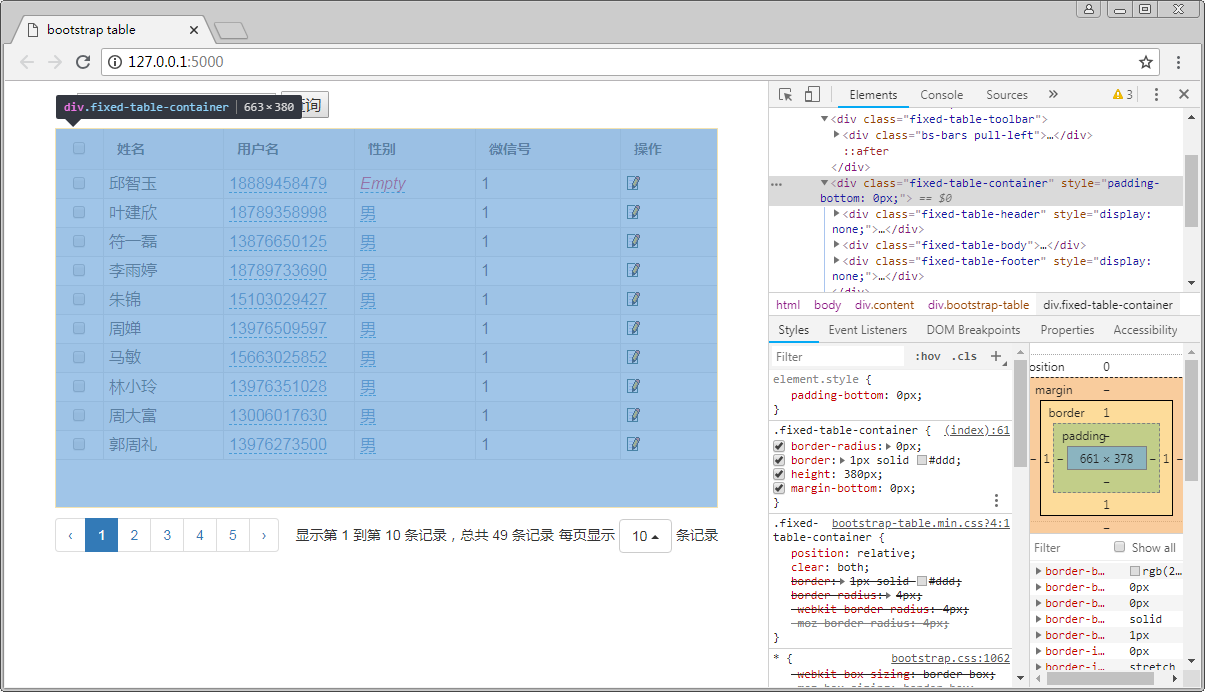 bootstrap table
127.0.0.1:5000
div.fixed-table-container | 663 × 380
查询
姓名 用户名 性别 微信号 操作
邱智玉 18889458479 Empty 1
叶建欣 18789358998 男 1
符一磊 13876650125 男 1
李雨婷 18789733690 男 1
朱锦 15103029427 男 1
周婵 13976509597 男 1
马敏 15663025852 男 1
林小玲 13976351028 男 1
周大富 13006017630 男 1
郭周礼 13976273500 男 1
‹ 1 2 3 4 5 › 显示第 1 到第 10 条记录，总共 49 条记录 每页显示 10 条记录
Elements Console Sources » 3
▼<div class="fixed-table-toolbar">
▶<div class="bs-bars pull-left">…</div>
::after
</div>
… ▼<div class="fixed-table-container" style="padding-
bottom: 0px;"> == $0
▶<div class="fixed-table-header" style="display:
none;">…</div>
▶<div class="fixed-table-body">…</div>
▶<div class="fixed-table-footer" style="display:
none;">…</div>
</div>
html body div.content div.bootstrap-table div.fixed-table-container
Styles Event Listeners DOM Breakpoints Properties Accessibility
Filter :hov .cls +
element.style {
padding-bottom: 0px;
}
.fixed-table-container { (index):61
border-radius:▶ 0px;
border:▶ 1px solid #ddd;
height: 380px;
margin-bottom: 0px;
}
.fixed- bootstrap-table.min.css?4:1
table-container {
position: relative;
clear: both;
border:▶ 1px solid #ddd;
border-radius:▶ 4px;
-webkit-border-radius: 4px;
-moz-border-radius: 4px;
}
* { bootstrap.css:1062
-webkit-box-sizing: border-box;
-moz-box-sizing: border-box;
osition 0
margin –
border 1
padding –
– 1 – 661 × 378 – 1 –
–
1
–
Filter Show all
▶ border-b… rgb(2…
▶ border-b… 0px
▶ border-b… 0px
▶ border-b… solid
▶ border-b… 1px
▶ border-i… 0px
▶ border-i… stretch